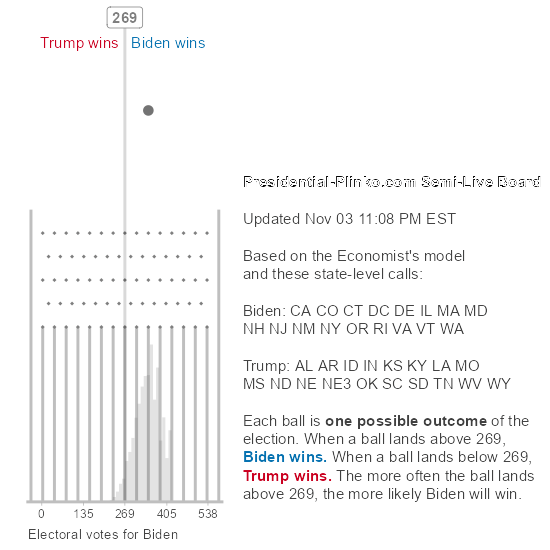 269
Trump wins Biden wins
Presidential-Plinko.com Semi-Live Board
Updated Nov 03 11:08 PM EST
Based on the Economist's model
and these state-level calls:
Biden: CA CO CT DC DE IL MA MD
NH NJ NM NY OR RI VA VT WA
Trump: AL AR ID IN KS KY LA MO
MS ND NE NE3 OK SC SD TN WV WY
Each ball is one possible outcome of the
election. When a ball lands above 269,
Biden wins. When a ball lands below 269,
Trump wins. The more often the ball lands
above 269, the more likely Biden will win.
0 135 269 405 538
Electoral votes for Biden